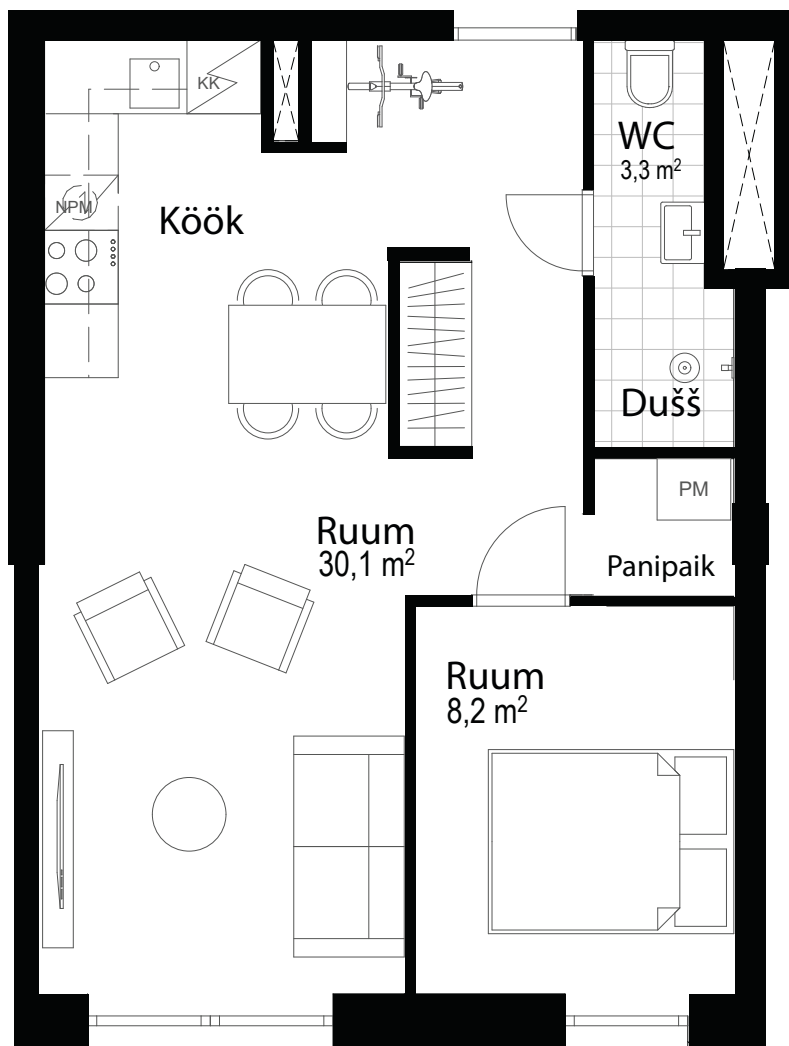 KK
WC
3,3 m²
NPM
Köök
Dušš
PM
Ruum
30,1 m²
Panipaik
Ruum
8,2 m²